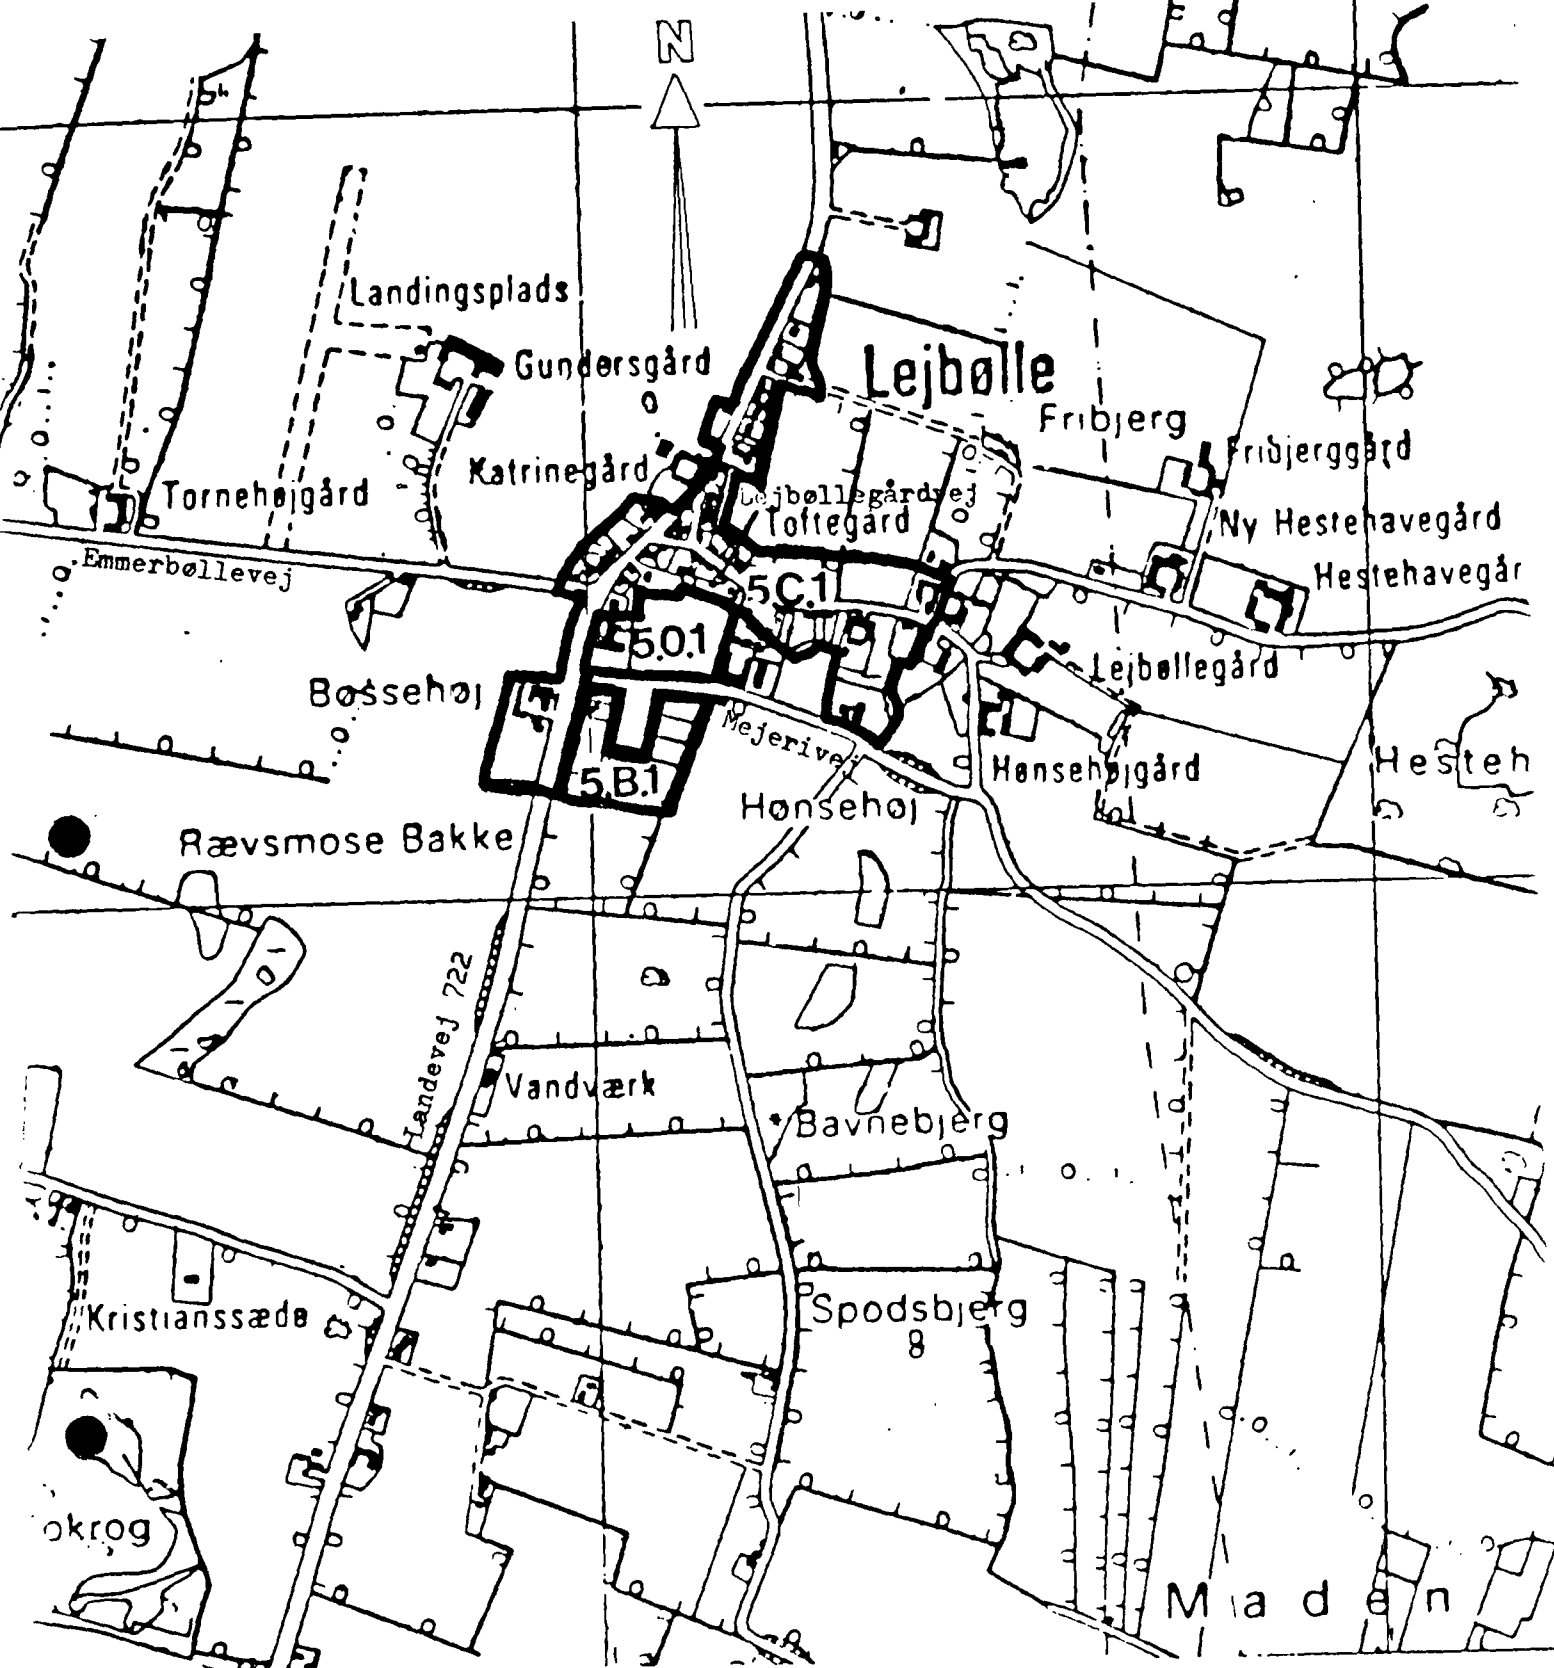 N
Landingsplads
Gundersgård
Lejbølle
Fribjerg
Fribjerggård
Katrinegård
Tornehøjgård
Lejbøllegårdvej
Toftegård
Ny Hestehavegård
Emmerbøllevej
Hestehavegår
5.C.1
5.0.1
Bøssehøj
Lejbøllegård
Mejerivej
Hønsehøjgård
Hesteh
5.B.1
Hønsehøj
Rævsmose Bakke
Landevej 722
Vandværk
Bavnebjerg
Kristianssæde
Spodsbjerg
8
okrog
Maden